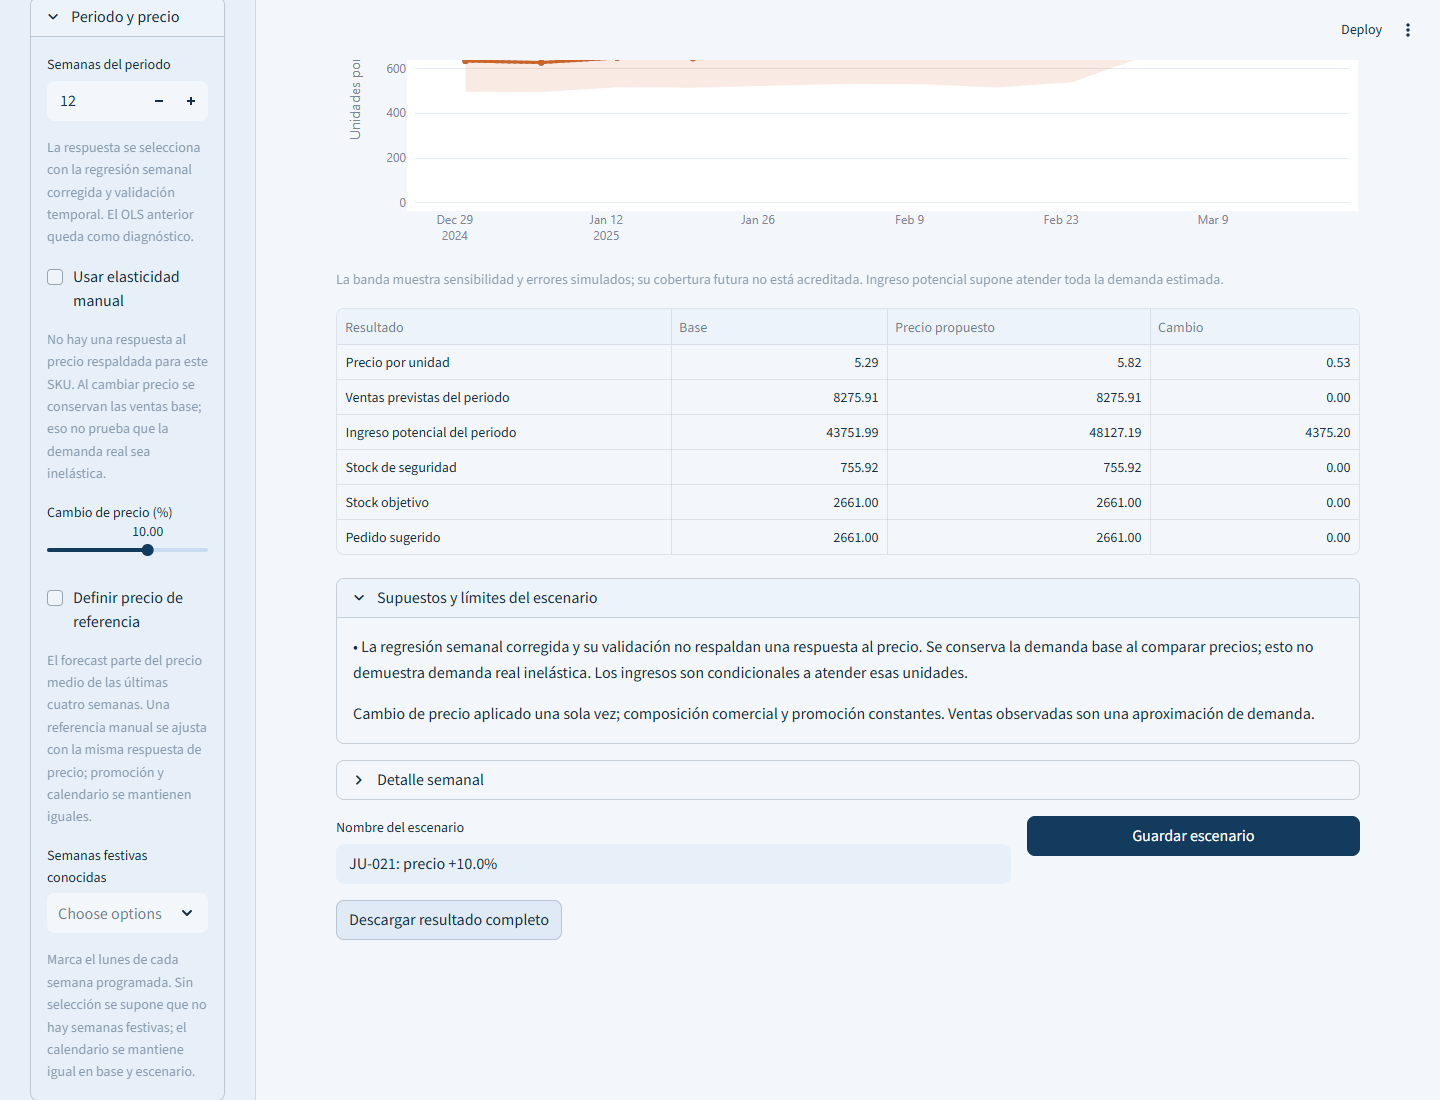 Periodo y precio
Semanas del periodo
12
La respuesta se selecciona
con la regresión semanal
corregida y validación
temporal. El OLS anterior
queda como diagnóstico.
Usar elasticidad
manual
No hay una respuesta al
precio respaldada para este
SKU. Al cambiar precio se
conservan las ventas base;
eso no prueba que la
demanda real sea
inelástica.
Cambio de precio (%)
10.00
Definir precio de
referencia
El forecast parte del precio
medio de las últimas
cuatro semanas. Una
referencia manual se ajusta
con la misma respuesta de
precio; promoción y
calendario se mantienen
iguales.
Semanas festivas
conocidas
Choose options
Marca el lunes de cada
semana programada. Sin
selección se supone que no
hay semanas festivas; el
calendario se mantiene
igual en base y escenario.
Deploy
Unidades por
600
400
200
0
Dec 29 Jan 12 Jan 26 Feb 9 Feb 23 Mar 9
2024 2025
La banda muestra sensibilidad y errores simulados; su cobertura futura no está acreditada. Ingreso potencial supone atender toda la demanda estimada.
Resultado Base Precio propuesto Cambio
Precio por unidad 5.29 5.82 0.53
Ventas previstas del periodo 8275.91 8275.91 0.00
Ingreso potencial del periodo 43751.99 48127.19 4375.20
Stock de seguridad 755.92 755.92 0.00
Stock objetivo 2661.00 2661.00 0.00
Pedido sugerido 2661.00 2661.00 0.00
Supuestos y límites del escenario
• La regresión semanal corregida y su validación no respaldan una respuesta al precio. Se conserva la demanda base al comparar precios; esto no
demuestra demanda real inelástica. Los ingresos son condicionales a atender esas unidades.
Cambio de precio aplicado una sola vez; composición comercial y promoción constantes. Ventas observadas son una aproximación de demanda.
Detalle semanal
Nombre del escenario
JU-021: precio +10.0%
Guardar escenario
Descargar resultado completo